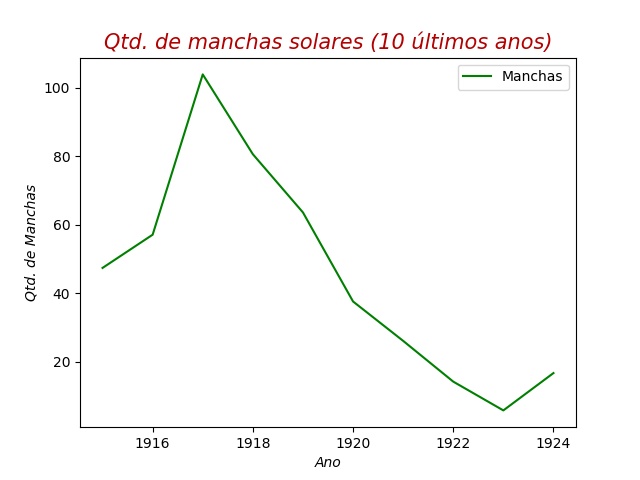 Qtd. de manchas solares (10 últimos anos)
Manchas
100
80
60
40
20
Qtd. de Manchas
1916 1918 1920 1922 1924
Ano